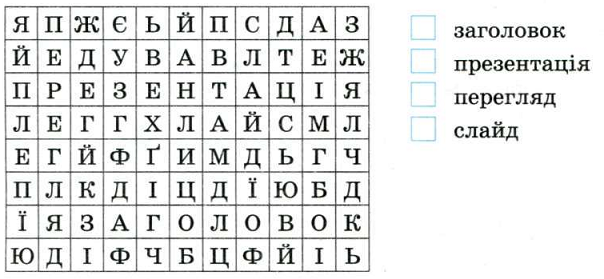 Я П Ж Є Ь Й П С Д А З
Й Е Д У В А В Л Т Е Ж
П Р Е З Е Н Т А Ц І Я
Л Е Г Г Х Л А Й С М Л
Е Г Й Ф Ґ И М Д Ь Г Ч
П Л К Д І Ц Д Ї Ю Б Д
Ї Я З А Г О Л О В О К
Ю Д І Ф Ч Б Ц Ф Й І Ь
заголовок
презентація
перегляд
слайд